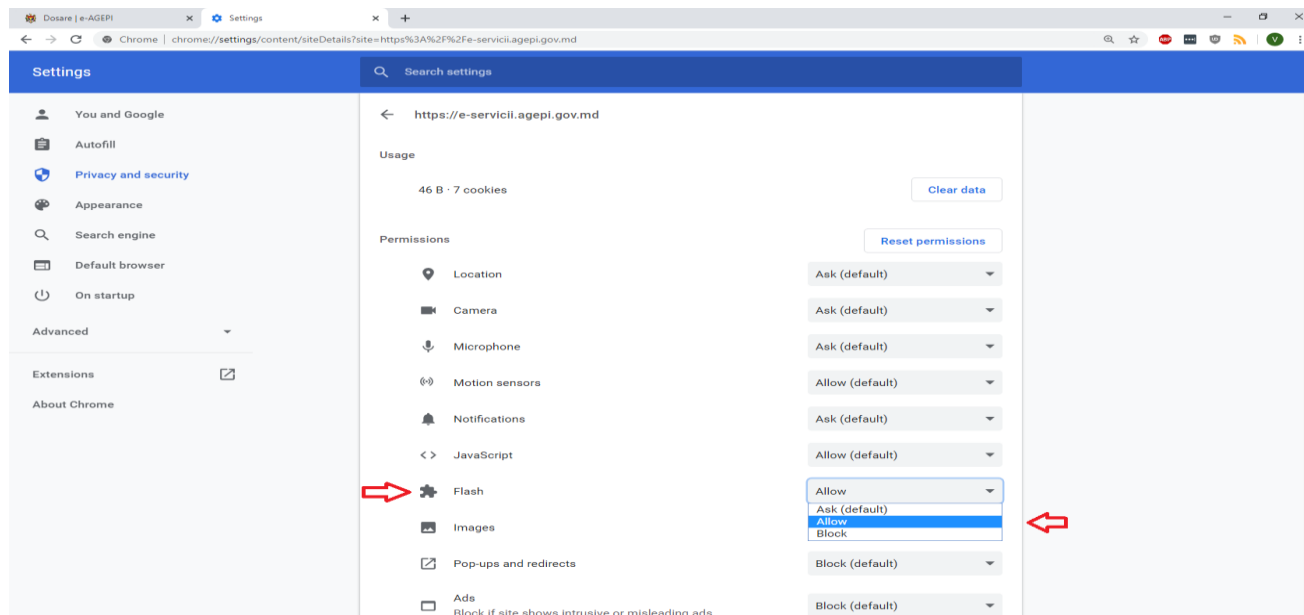 Dosare | e-AGEPI
Settings
Chrome | chrome://settings/content/siteDetails?site=https%3A%2F%2Fe-servicii.agepi.gov.md
ABP
V
Settings
Search settings
You and Google
Autofill
Privacy and security
Appearance
Search engine
Default browser
On startup
Advanced
Extensions
About Chrome
https://e-servicii.agepi.gov.md
Usage
46 B · 7 cookies
Clear data
Permissions
Reset permissions
Location
Ask (default)
Camera
Ask (default)
Microphone
Ask (default)
Motion sensors
Allow (default)
Notifications
Ask (default)
JavaScript
Allow (default)
Flash
Allow
Ask (default)
Allow
Block
Images
Pop-ups and redirects
Block (default)
Ads
Block if site shows intrusive or misleading ads
Block (default)